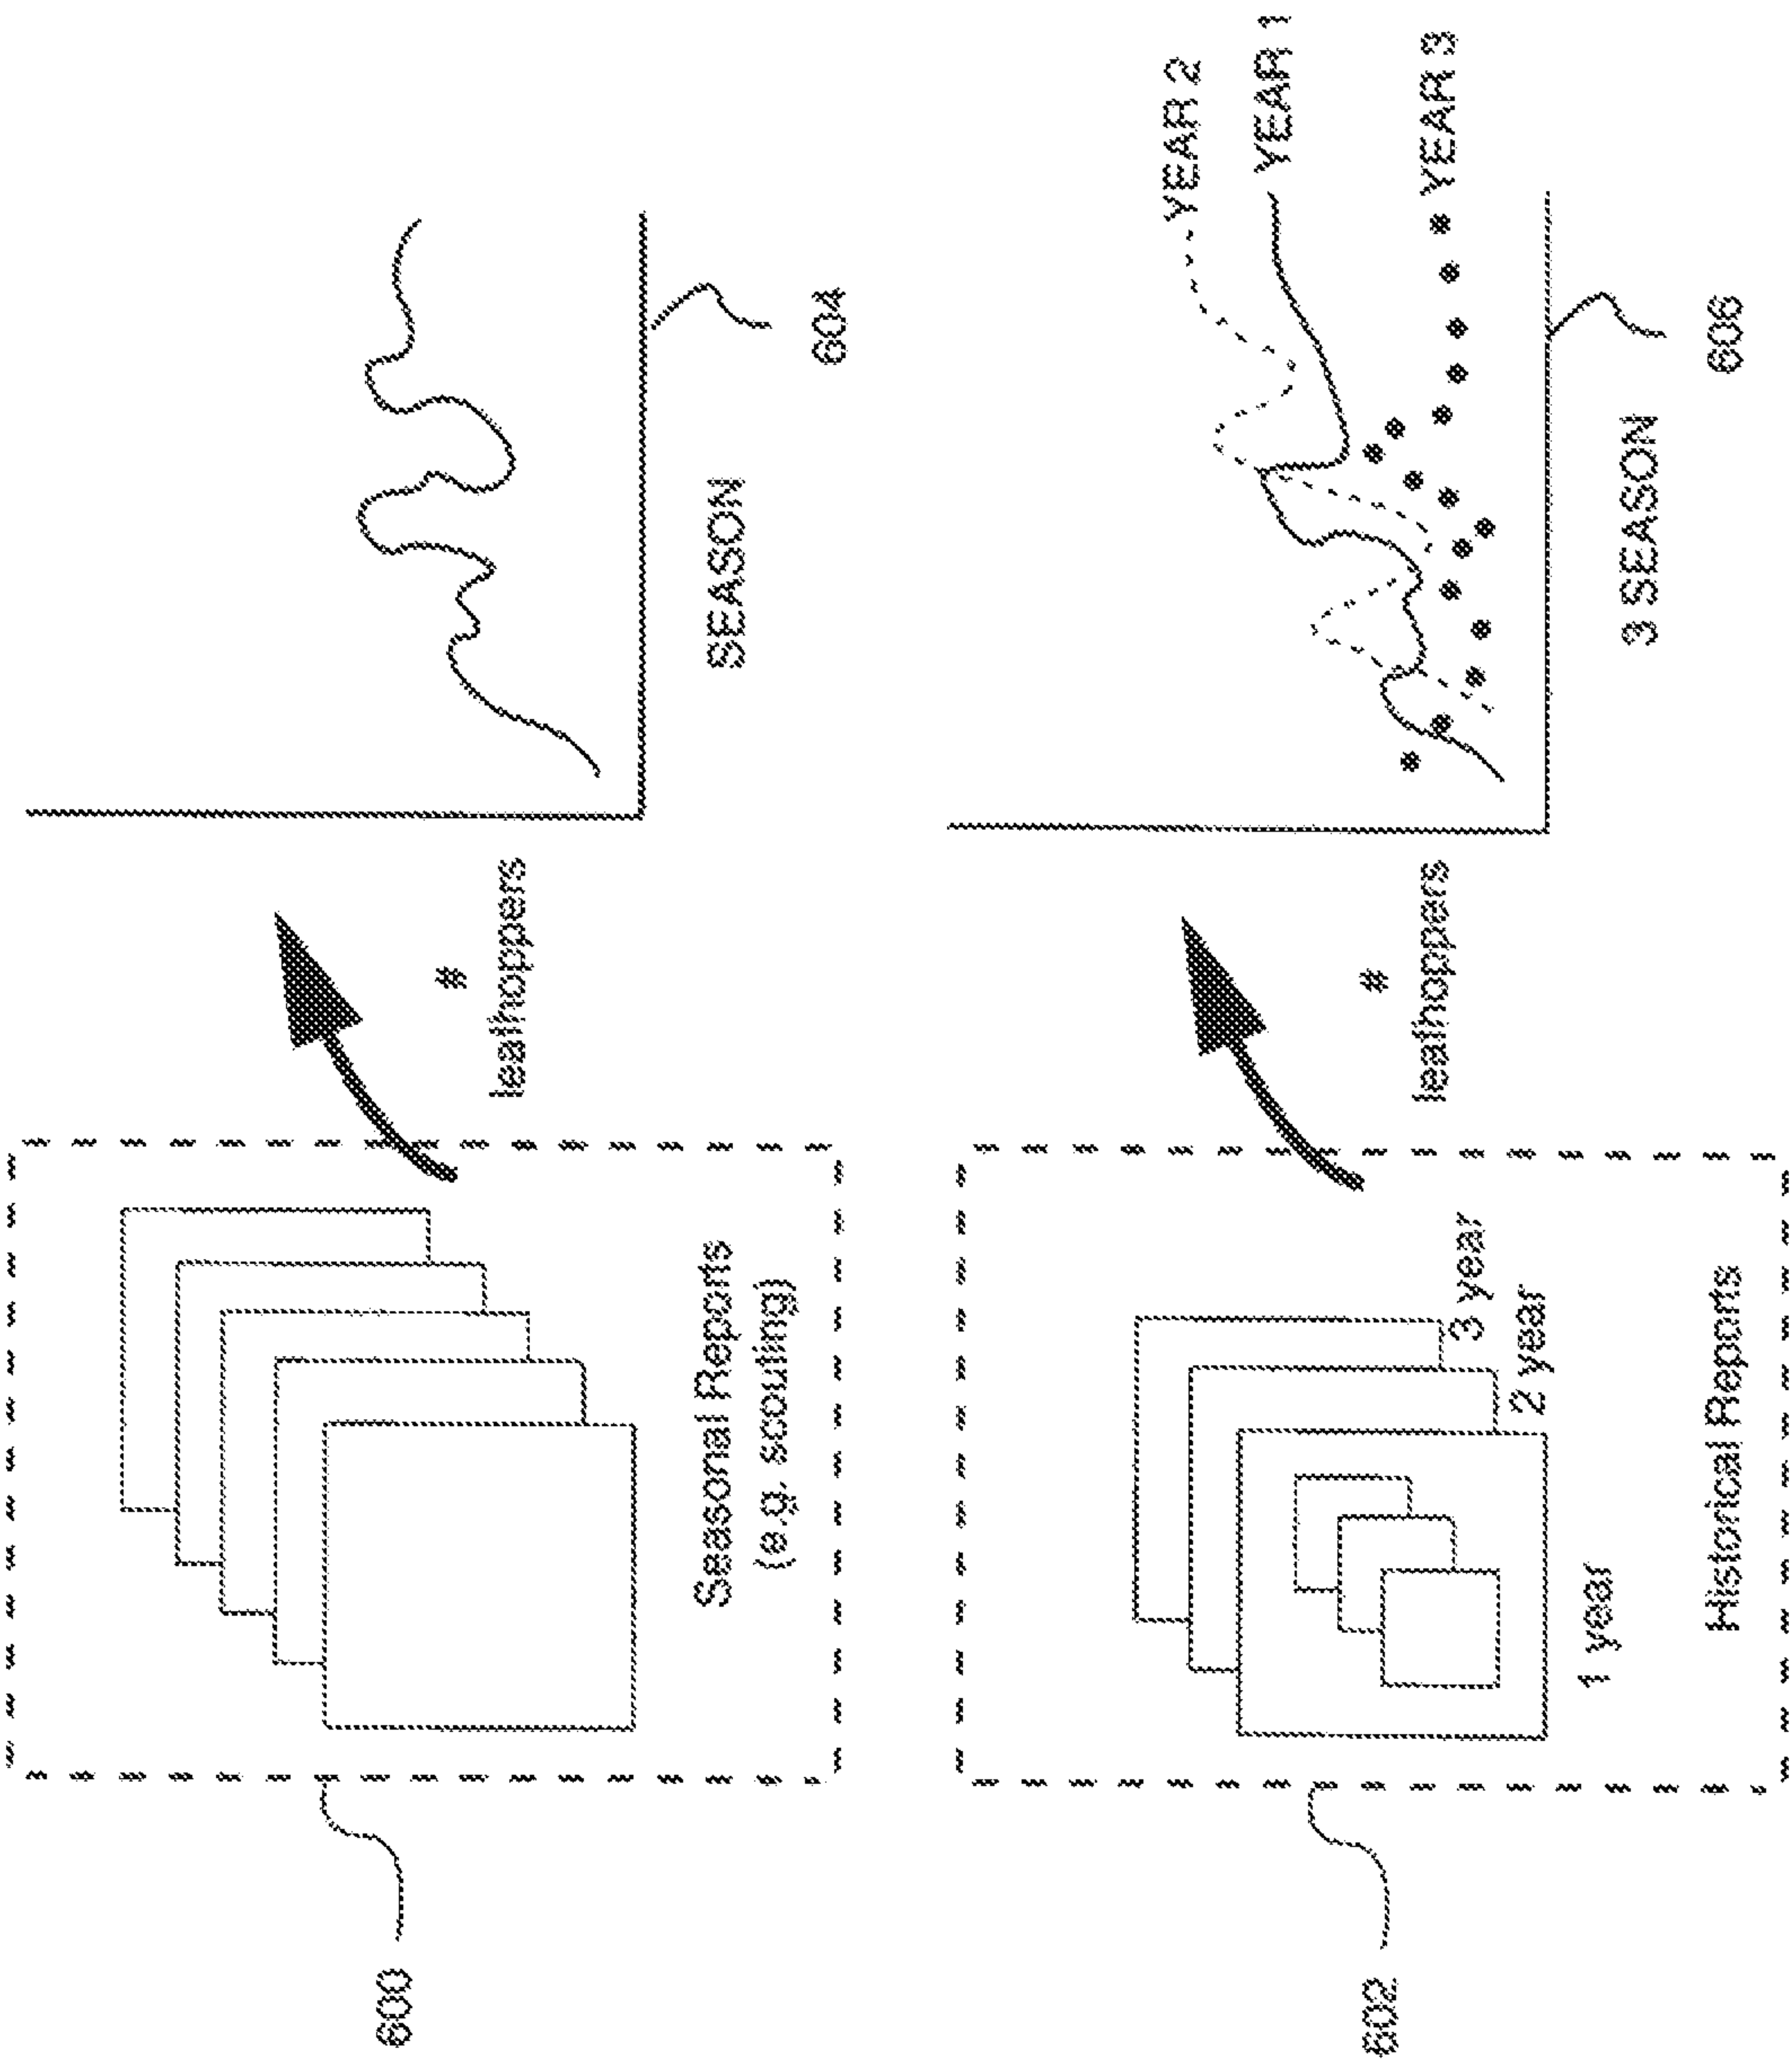 600
Seasonal Reports
(e.g. scouting)
#
leafhoppers
SEASON
604
602
1 year
2 year
3 year
Historical Reports
#
leafhoppers
YEAR 2
YEAR 1
YEAR 3
3 SEASON
606